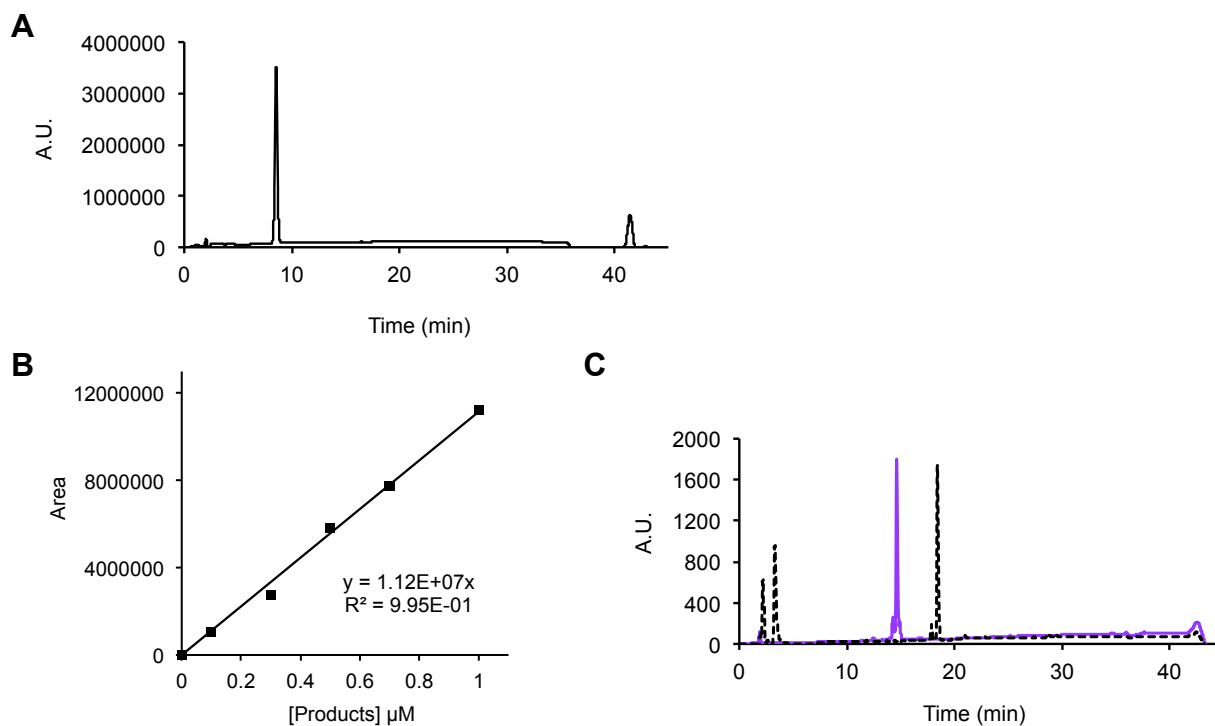 A
4000000
3000000
2000000
1000000
0
A.U.
0 10 20 30 40
Time (min)
B
12000000
8000000
4000000
0
Area
y = 1.12E+07x
R² = 9.95E-01
0 0.2 0.4 0.6 0.8 1
[Products] µM
C
2000
1600
1200
800
400
0
A.U.
0 10 20 30 40
Time (min)